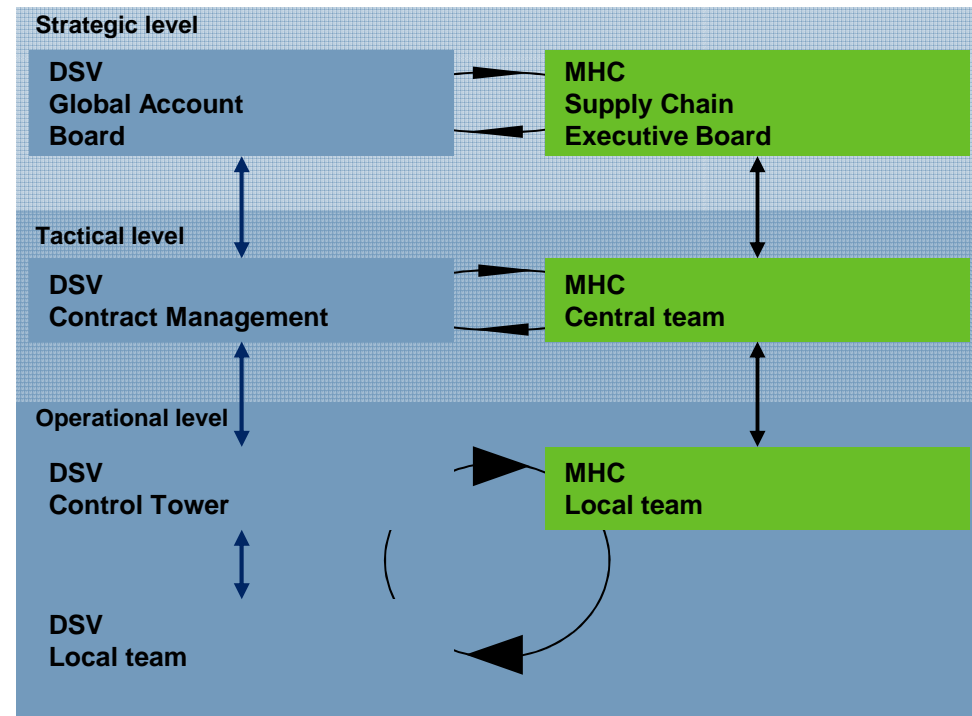 Strategic level
DSV
Global Account
Board
MHC
Supply Chain
Executive Board
Tactical level
DSV
Contract Management
MHC
Central team
Operational level
DSV
Control Tower
MHC
Local team
DSV
Local team